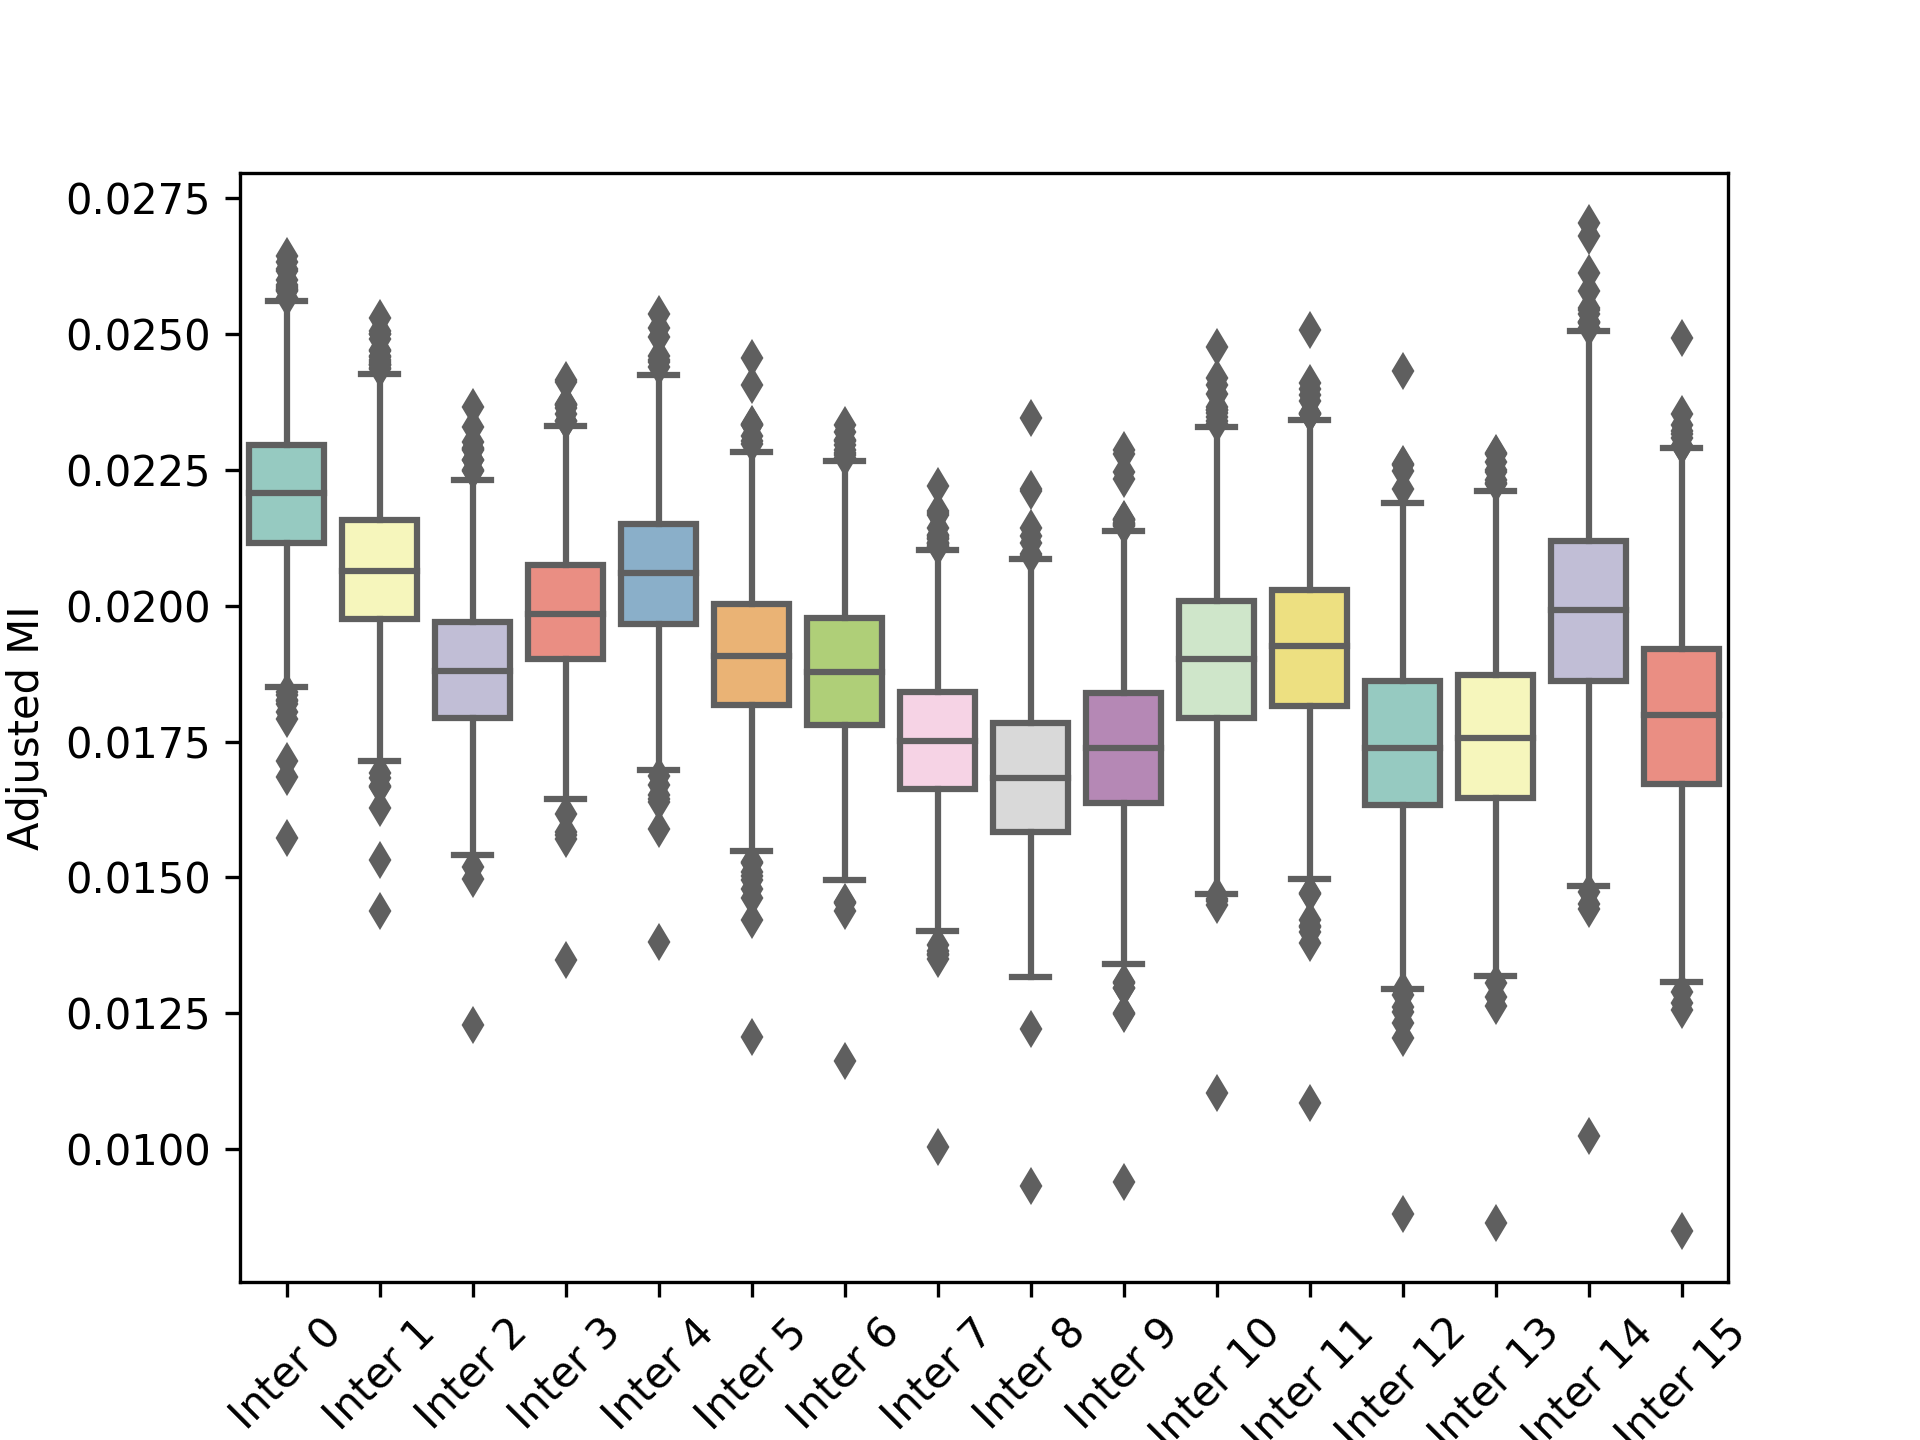 0.0275
0.0250
0.0225
0.0200
0.0175
0.0150
0.0125
0.0100
Adjusted MI
Inter 0
Inter 1
Inter 2
Inter 3
Inter 4
Inter 5
Inter 6
Inter 7
Inter 8
Inter 9
Inter 10
Inter 11
Inter 12
Inter 13
Inter 14
Inter 15